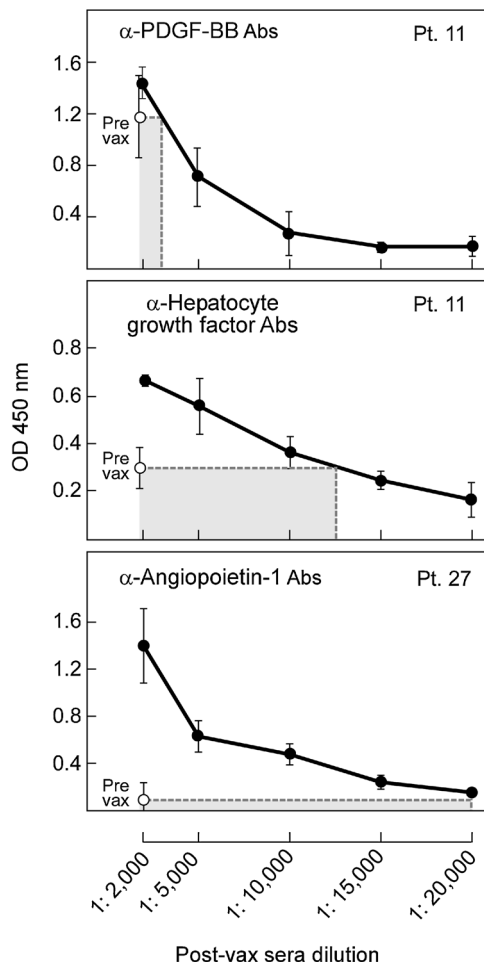 α-PDGF-BB Abs Pt. 11
1.6
1.2
Pre
vax
0.8
0.4
α-Hepatocyte Pt. 11
growth factor Abs
0.8
0.6
0.4
Pre
vax
0.2
OD 450 nm
α-Angiopoietin-1 Abs Pt. 27
1.6
1.2
0.8
0.4
Pre
vax
1: 2,000
1: 5,000
1: 10,000
1: 15,000
1: 20,000
Post-vax sera dilution